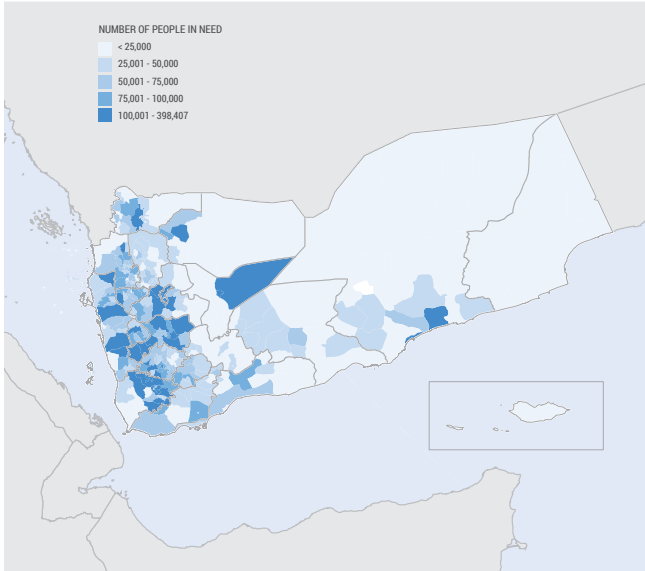 NUMBER OF PEOPLE IN NEED
< 25,000
25,001 - 50,000
50,001 - 75,000
75,001 - 100,000
100,001 - 398,407